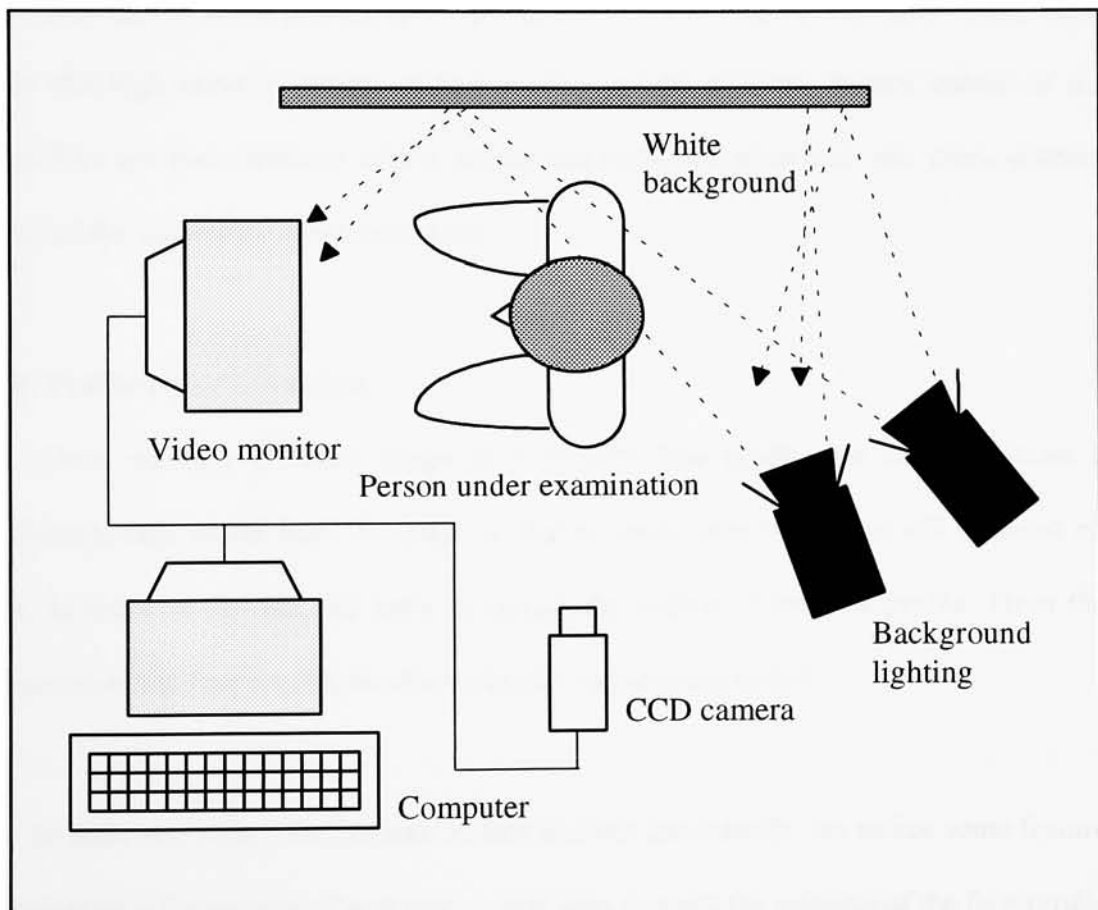 White
background
Video monitor
Person under examination
Background
lighting
CCD camera
Computer